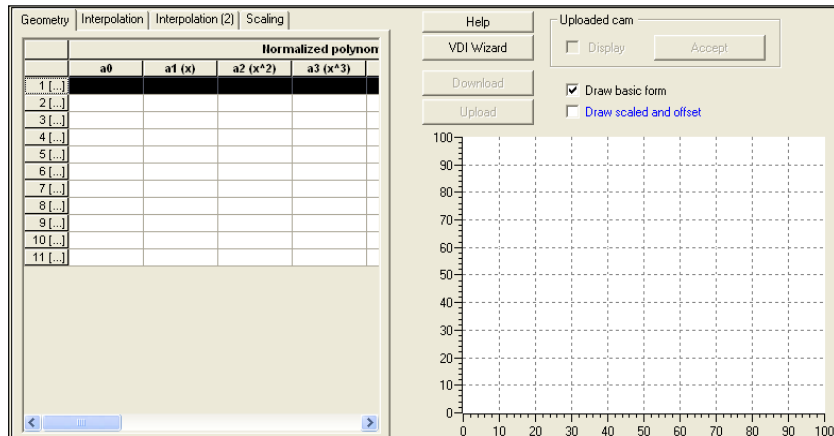 Geometry Interpolation Interpolation (2) Scaling
Normalized polynom
a0 a1 (x) a2 (x^2) a3 (x^3)
1 [...]
2 [...]
3 [...]
4 [...]
5 [...]
6 [...]
7 [...]
8 [...]
9 [...]
10 [...]
11 [...]
Help
VDI Wizard
Download
Upload
Uploaded cam
Display Accept
Draw basic form
Draw scaled and offset
100
90
80
70
60
50
40
30
20
10
0
0 10 20 30 40 50 60 70 80 90 100